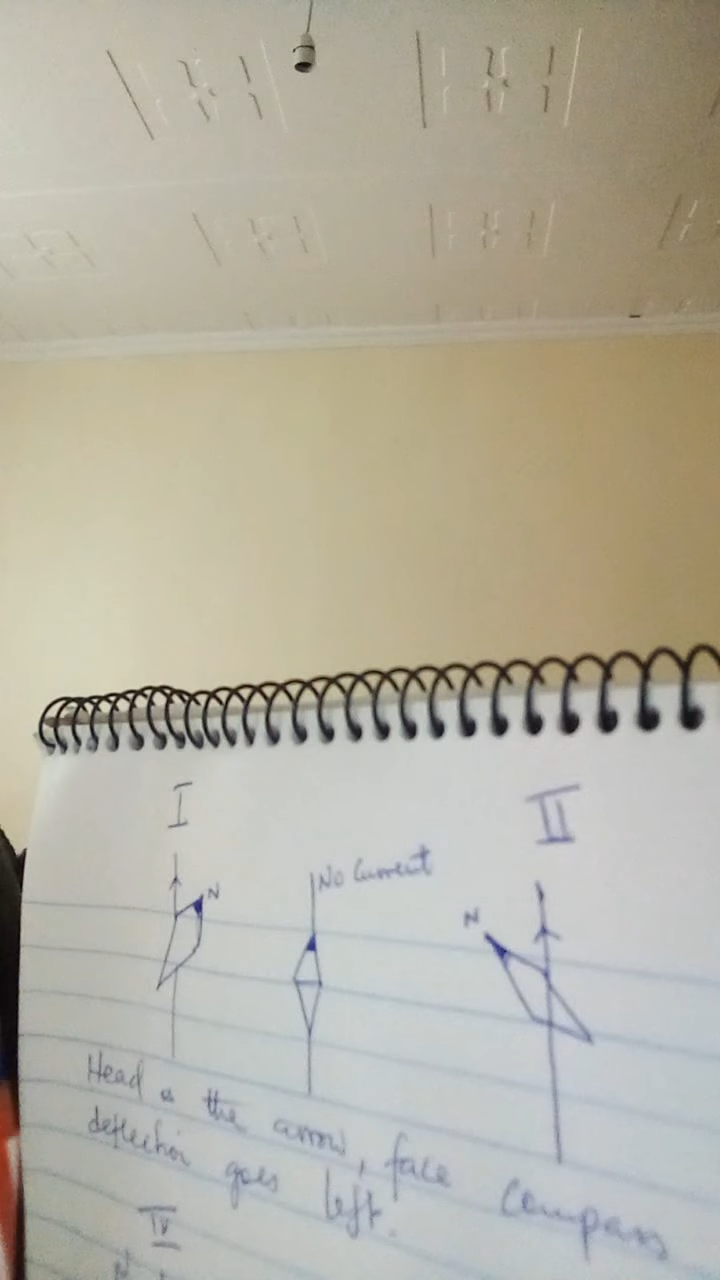 I
II
No Current
N
N
Head is the arrow, face compass
deflection goes left.
IV
N